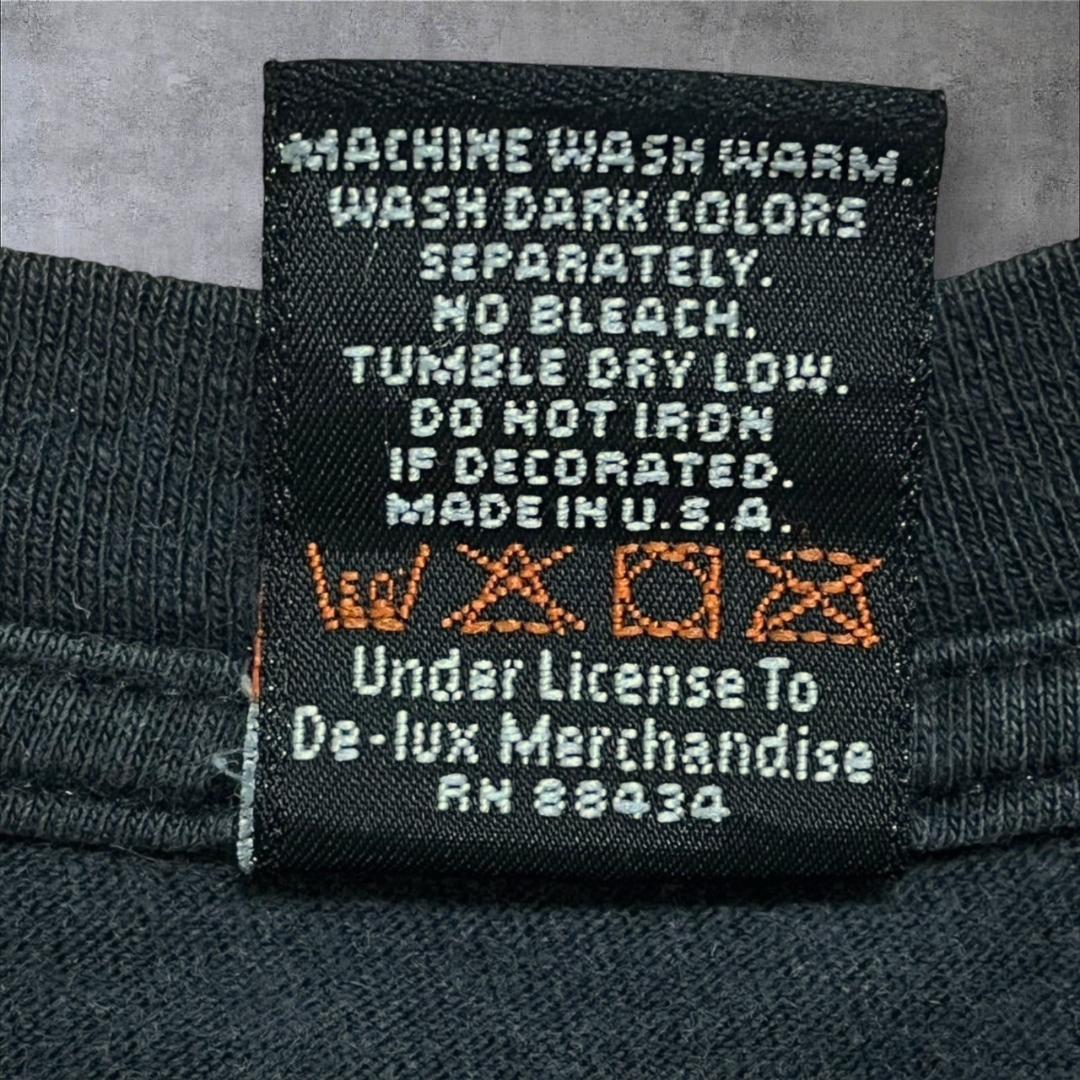 MACHINE WASH WARM.
WASH DARK COLORS
SEPARATELY.
NO BLEACH.
TUMBLE DRY LOW.
DO NOT IRON
IF DECORATED.
MADE IN U.S.A.
Under License To
De-lux Merchandise
RN 88434